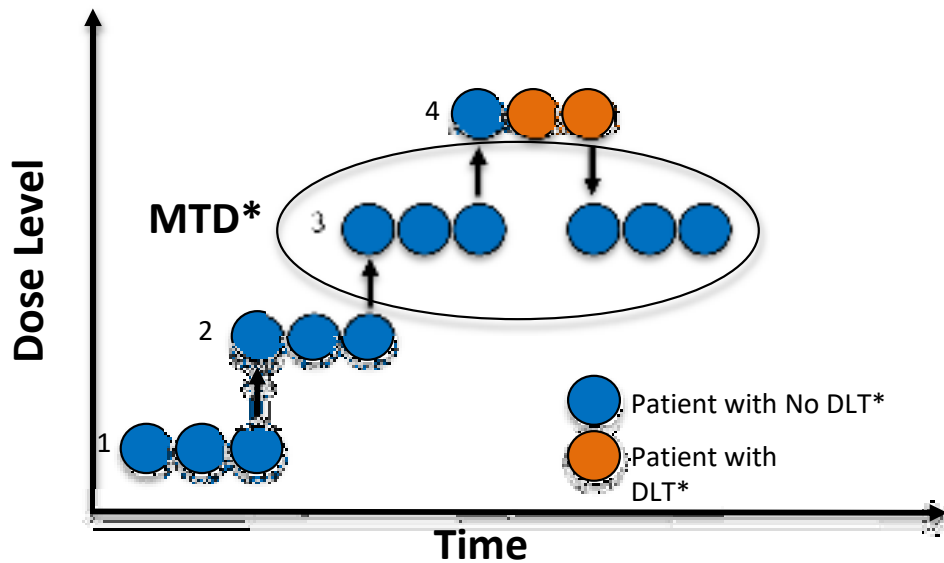 4
MTD*
3
Dose Level
2
1
Patient with No DLT*
Patient with
DLT*
Time